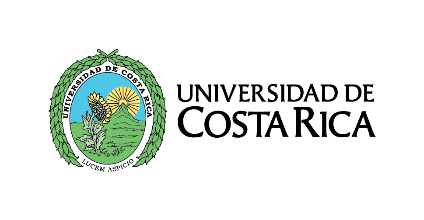 UNIVERSIDAD DE COSTA RICA
LUCEM ASPICIO
UNIVERSIDAD DE
COSTA RICA